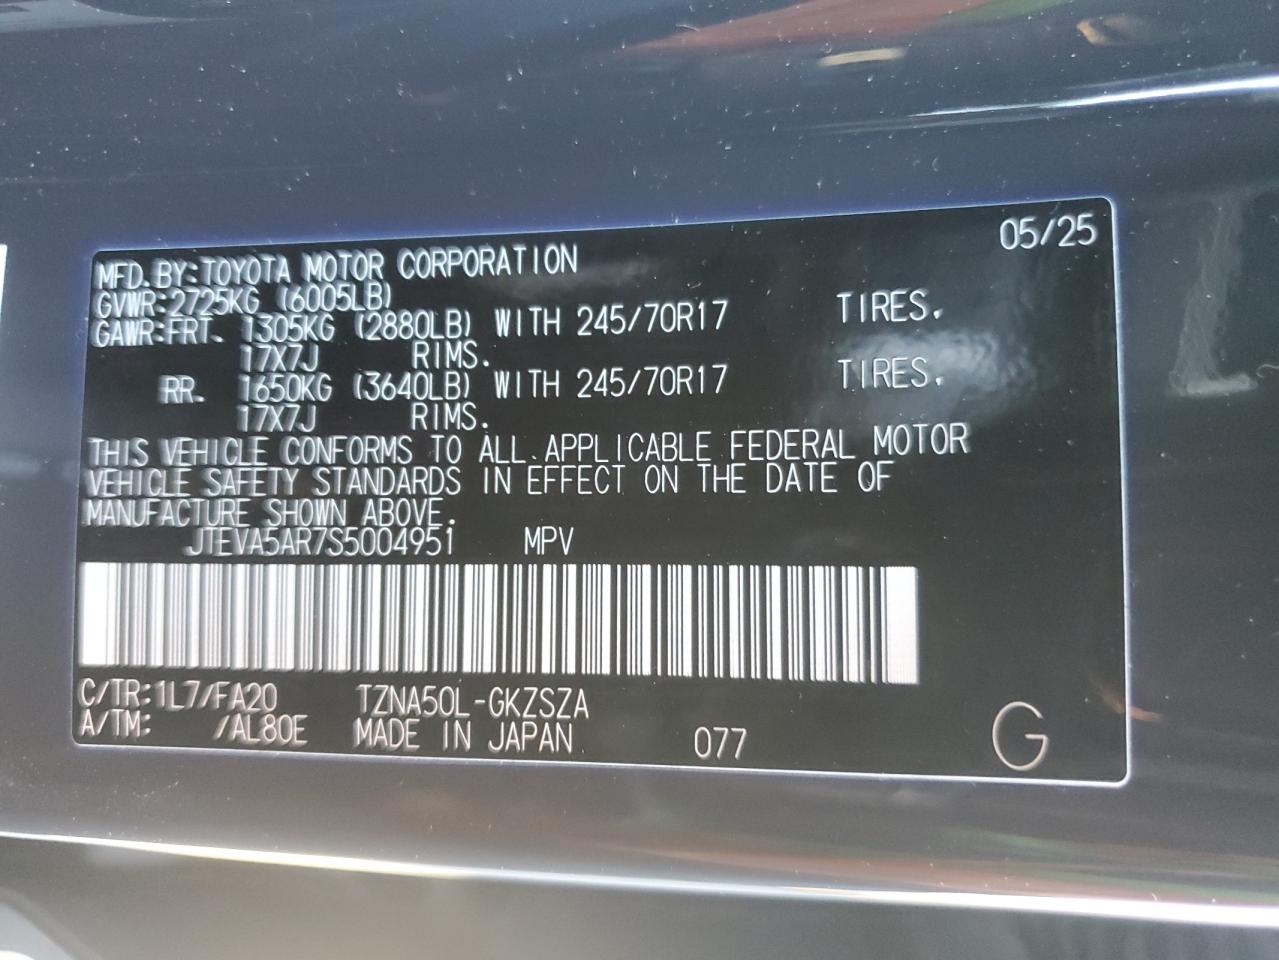 05/25
MFD.BY:TOYOTA MOTOR CORPORATION
GVWR:2725KG (6005LB)
GAWR:FRT. 1305KG (2880LB) WITH 245/70R17 TIRES.
17X7J RIMS.
RR. 1650KG (3640LB) WITH 245/70R17 TIRES.
17X7J RIMS.
THIS VEHICLE CONFORMS TO ALL APPLICABLE FEDERAL MOTOR
VEHICLE SAFETY STANDARDS IN EFFECT ON THE DATE OF
MANUFACTURE SHOWN ABOVE.
JTEVA5AR7S5004951 MPV
C/TR:1L7/FA20 TZNA50L-GKZSZA
A/TM: /AL80E MADE IN JAPAN 077 G